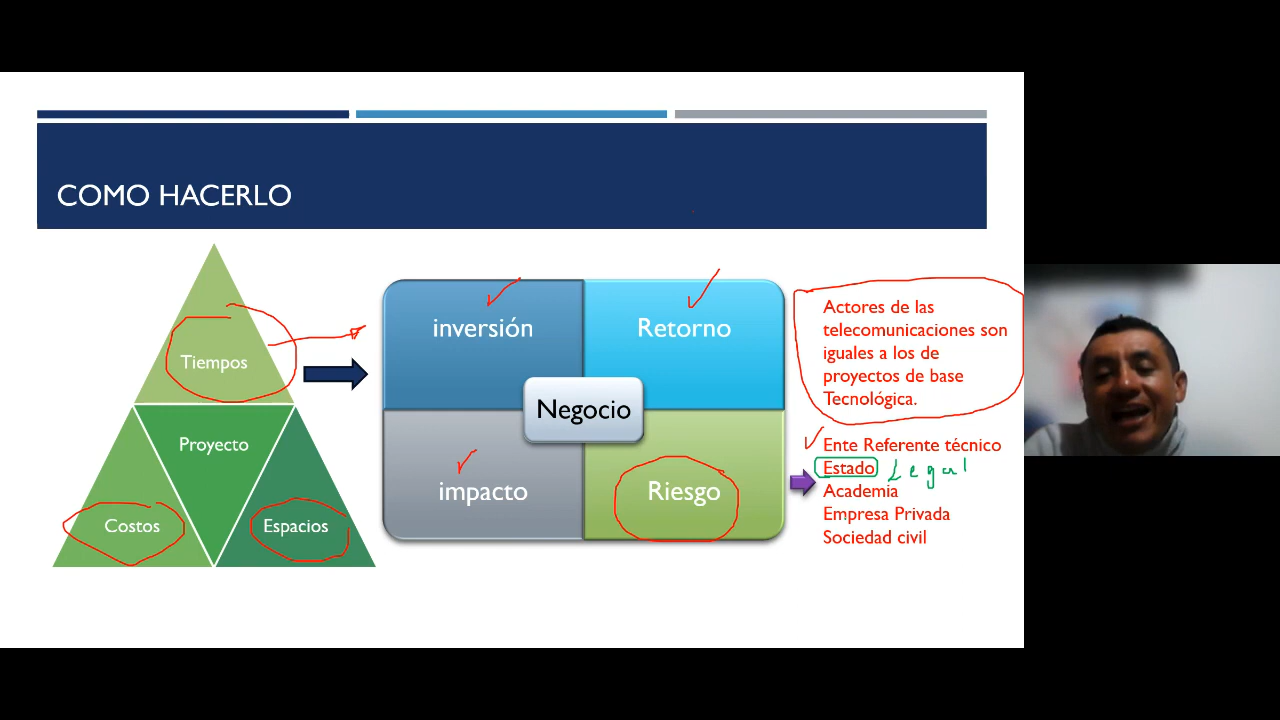 COMO HACERLO
Tiempos
Proyecto
Costos
Espacios
inversión
Retorno
Negocio
impacto
Riesgo
Actores de las
telecomunicaciones son
iguales a los de
proyectos de base
Tecnológica.
Ente Referente técnico
Estado Legal
Academia
Empresa Privada
Sociedad civil